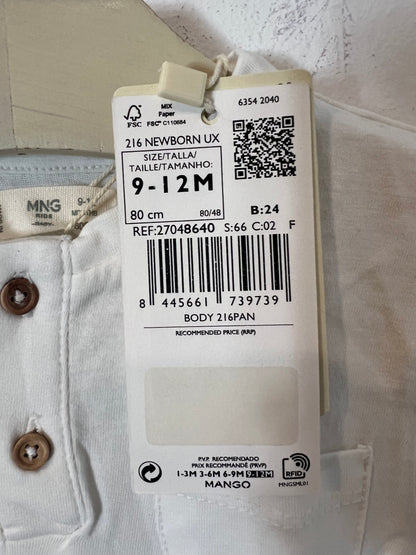 MIX
Paper
FSC
FSC® C110684
6354 2040
216 NEWBORN UX
SIZE/TALLA/
TAILLE/TAMANHO:
9-12M
80 cm 80/48
B:24
REF:27048640 S:66 C:02 F
8 445661 739739
BODY 216PAN
RECOMMENDED PRICE (RRP)
P.V.P. RECOMENDADO
PRIX RECOMMANDÉ (PRVP)
1-3M 3-6M 6-9M 9-12M
MANGO
RFID
MNGSML01
MNG
KIDS